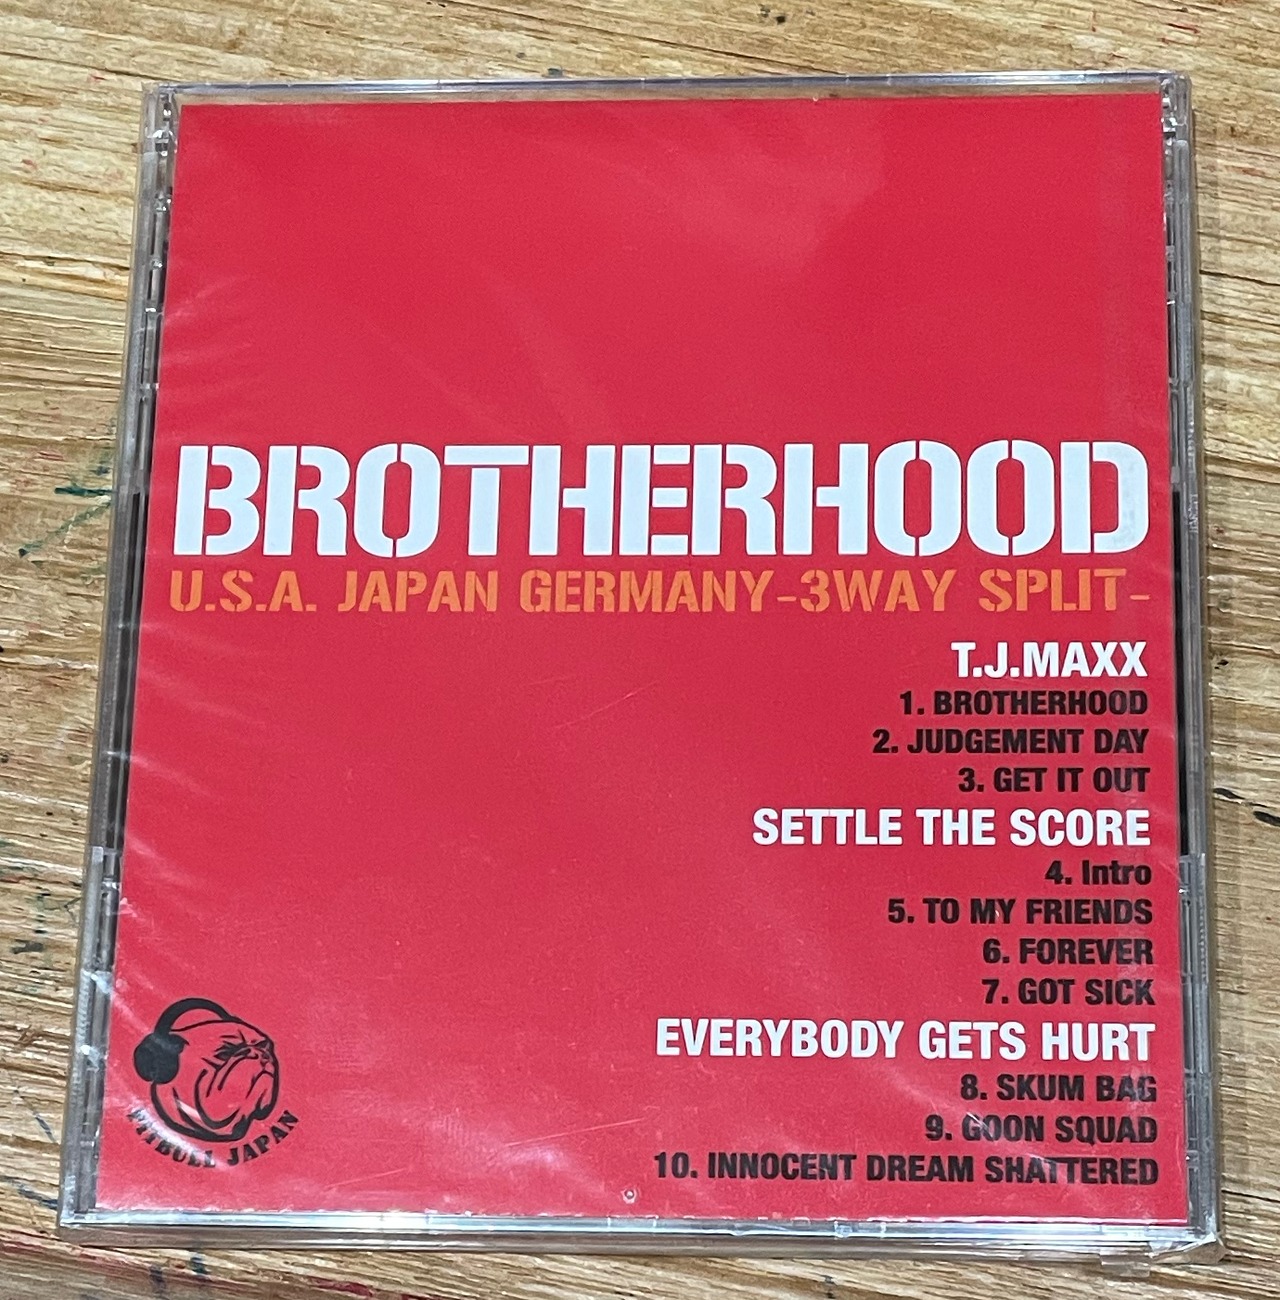 BROTHERHOOD
U.S.A. JAPAN GERMANY-3WAY SPLIT-
T.J.MAXX
1. BROTHERHOOD
2. JUDGEMENT DAY
3. GET IT OUT
SETTLE THE SCORE
4. Intro
5. TO MY FRIENDS
6. FOREVER
7. GOT SICK
EVERYBODY GETS HURT
8. SKUM BAG
9. GOON SQUAD
10. INNOCENT DREAM SHATTERED
PITBULL JAPAN